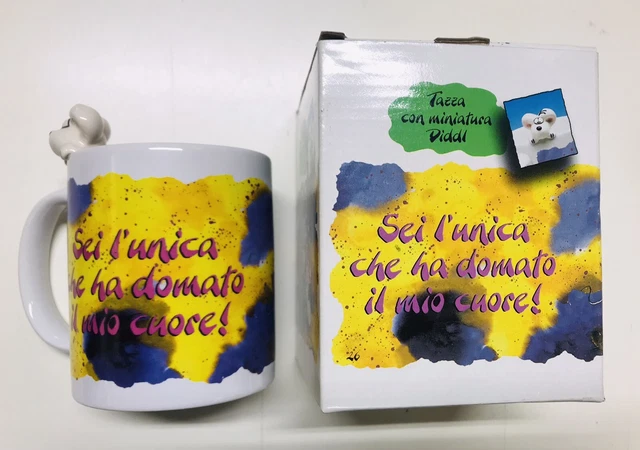 Sei l'unica
che ha domato
il mio cuore!
Tazza
con miniatura
Diddl
Sei l'unica
che ha domato
il mio cuore!
26